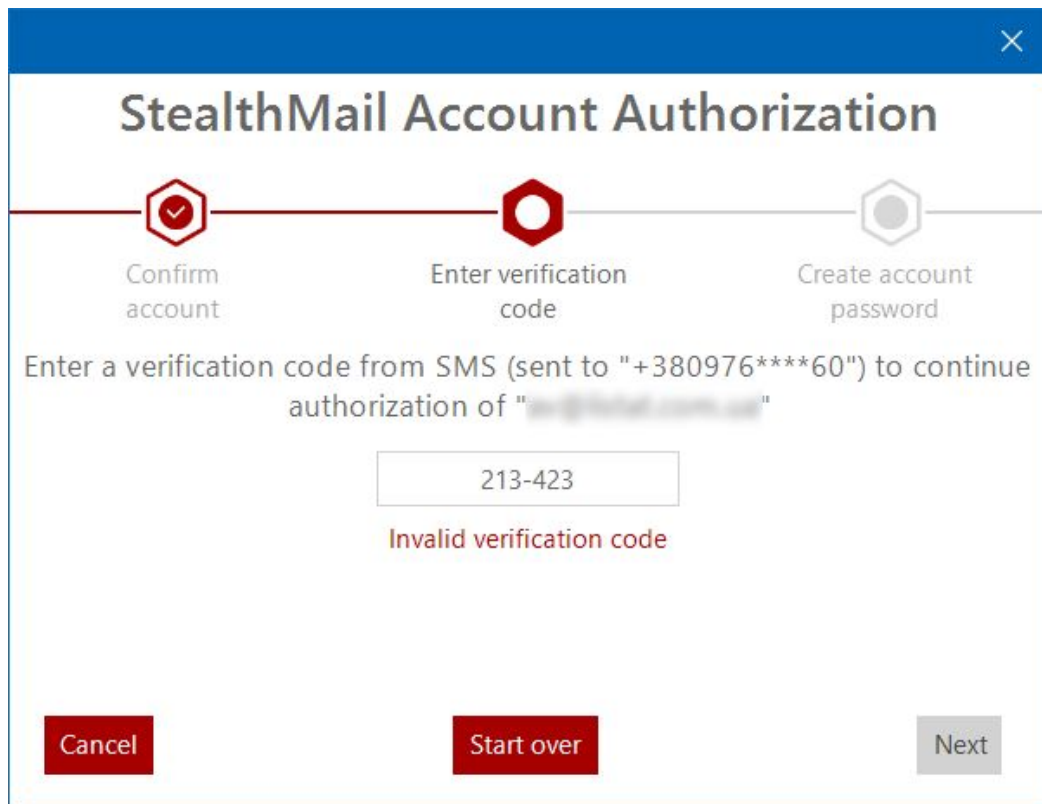 StealthMail Account Authorization
Confirm
account
Enter verification
code
Create account
password
Enter a verification code from SMS (sent to "+380976****60") to continue
authorization of " "
213-423
Invalid verification code
Cancel
Start over
Next